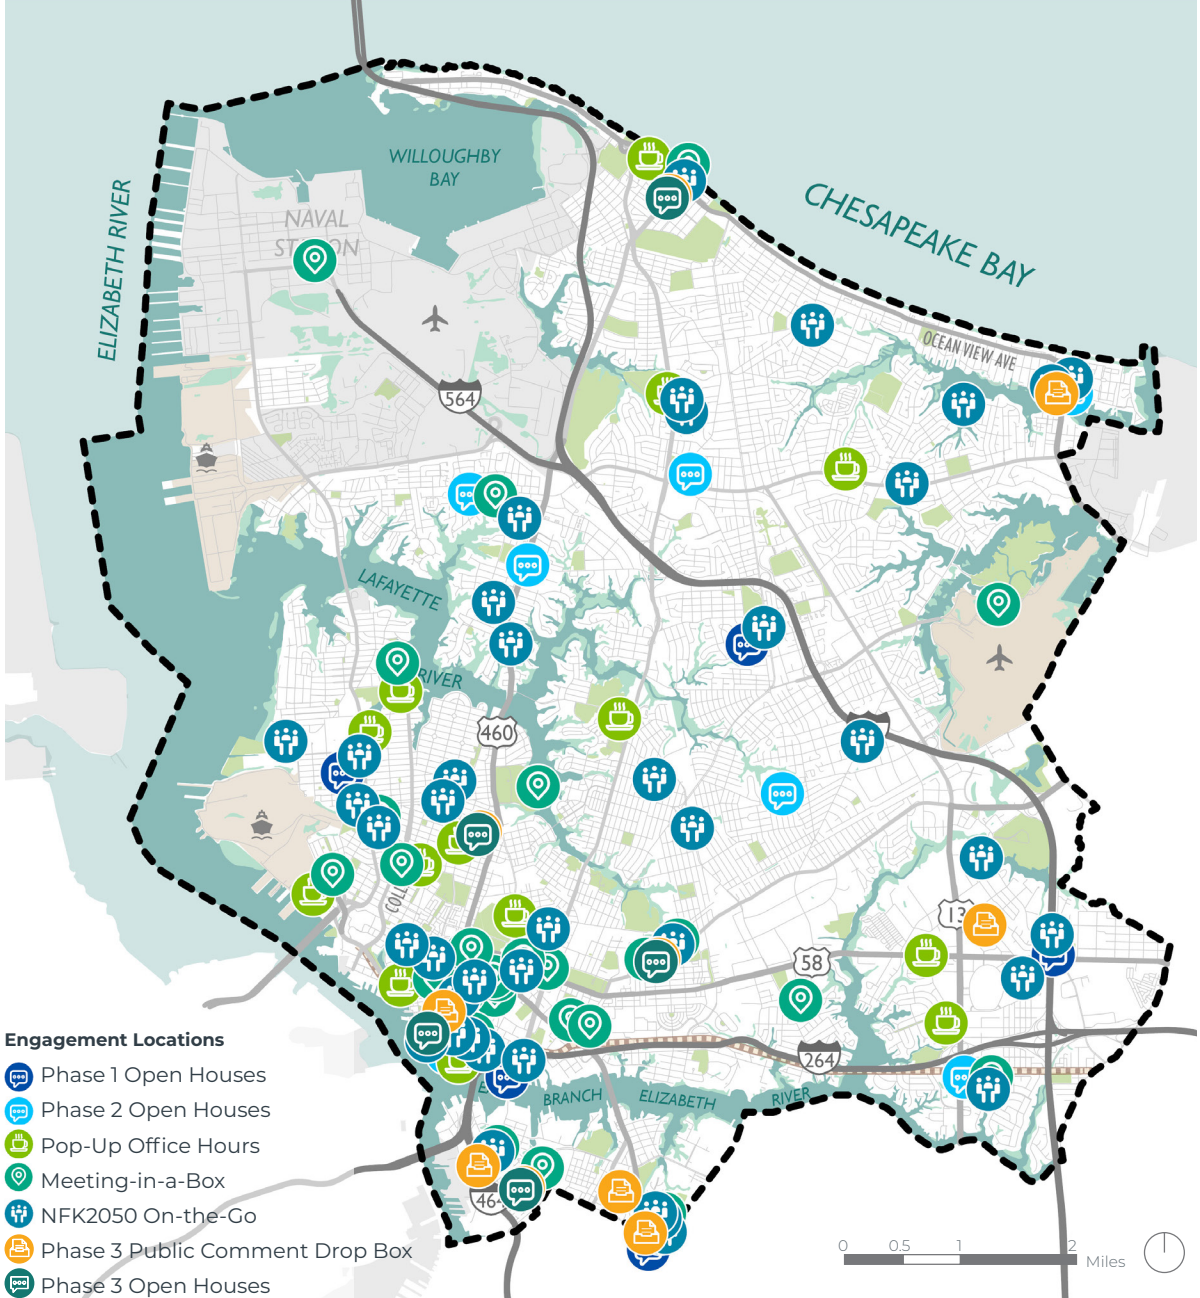 WILLOUGHBY
BAY
ELIZABETH RIVER
NAVAL
CHESAPEAKE BAY
OCEAN VIEW AVE
564
LAFAYETTE
RIVER
460
13
58
264
BRANCH
ELIZABETH
RIVER
Engagement Locations
Phase 1 Open Houses
Phase 2 Open Houses
Pop-Up Office Hours
Meeting-in-a-Box
NFK2050 On-the-Go
Phase 3 Public Comment Drop Box
Phase 3 Open Houses
0 0.5 1 2
Miles